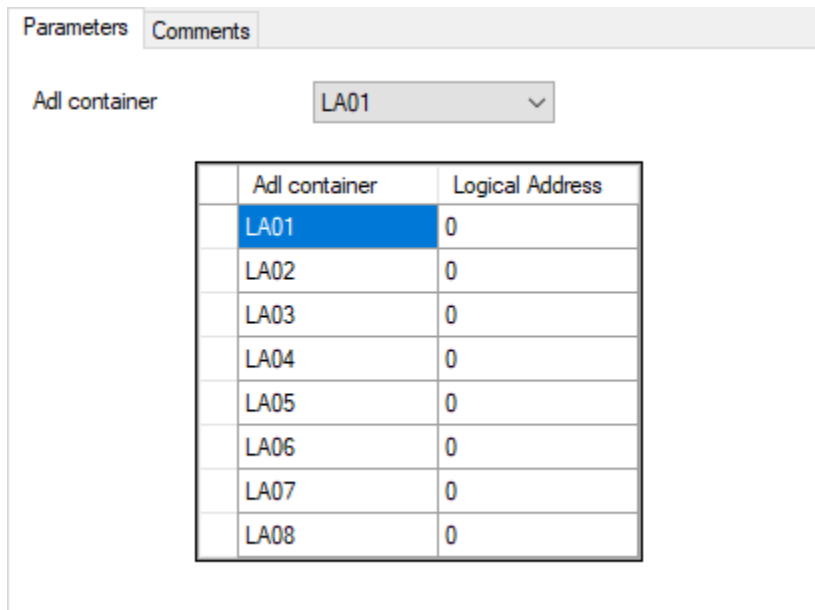 Parameters Comments
Adl container LA01
Adl container Logical Address
LA01 0
LA02 0
LA03 0
LA04 0
LA05 0
LA06 0
LA07 0
LA08 0